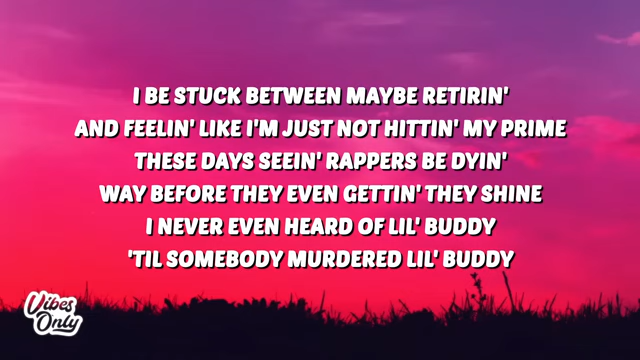 I BE STUCK BETWEEN MAYBE RETIRIN'
AND FEELIN' LIKE I'M JUST NOT HITTIN' MY PRIME
THESE DAYS SEEIN' RAPPERS BE DYIN'
WAY BEFORE THEY EVEN GETTIN' THEY SHINE
I NEVER EVEN HEARD OF LIL' BUDDY
'TIL SOMEBODY MURDERED LIL' BUDDY
Vibes
Only